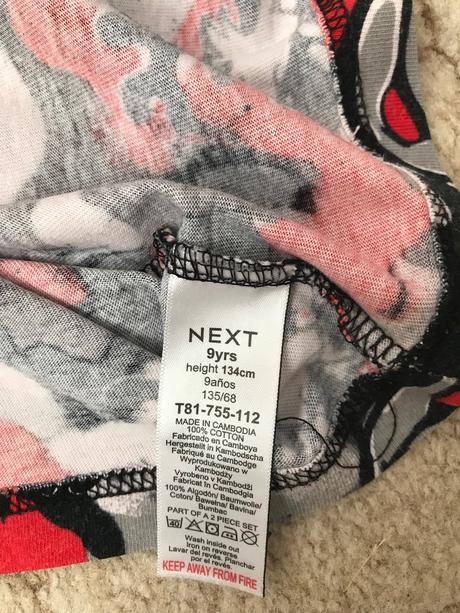 NEXT
9yrs
height 134cm
9años
135/68
T81-755-112
MADE IN CAMBODIA
100% COTTON
Fabricado en Camboya
Hergestellt in Kambodscha
Fabriqué au Cambodge
Wyprodukowano w
Kambodży
Vyrobeno v Kambodži
Fabricat în Cambodgia
100% Algodón/ Baumwolle/
Coton/ Bawełna/ Bavlna/
Bumbac
PART OF A 2 PIECE SET
40
Wash inside out
Iron on reverse
Lavar del revés. Planchar
por el revés.
KEEP AWAY FROM FIRE